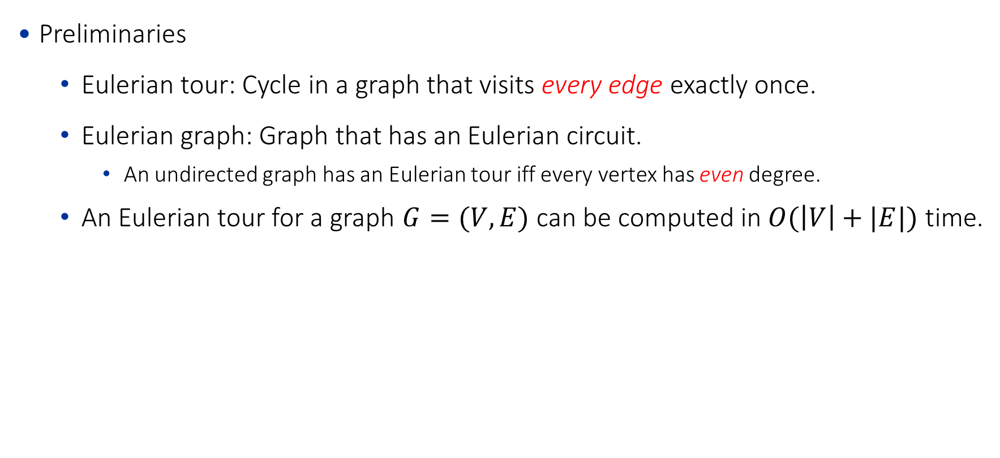 • Preliminaries
• Eulerian tour: Cycle in a graph that visits every edge exactly once.
• Eulerian graph: Graph that has an Eulerian circuit.
• An undirected graph has an Eulerian tour iff every vertex has even degree.
• An Eulerian tour for a graph G = (V, E) can be computed in O(|V| + |E|) time.